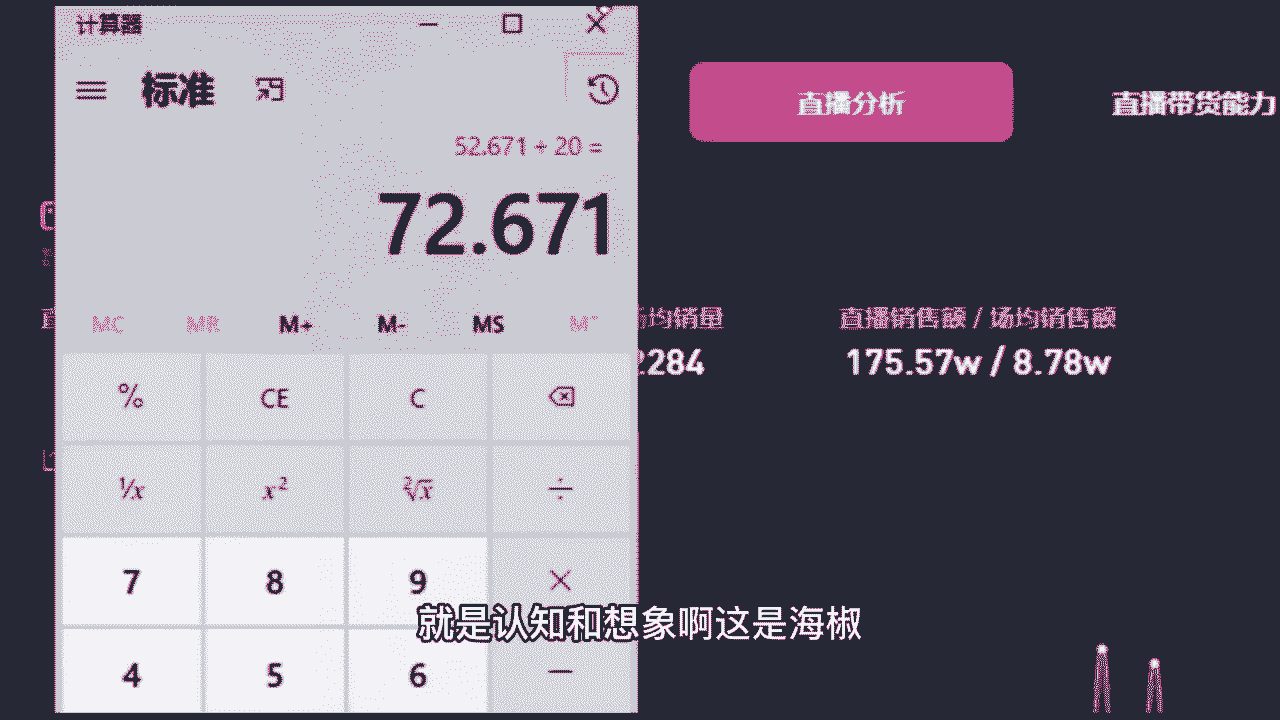 计算器
标准
52.671 + 20 =
72.671
MC MR M+ M- MS
% CE C
⅟x x² ²√x ÷
7 8 9 ×
4 5 6 −
直播分析 直播带货能力
场均销量 直播销售额 / 场均销售额
2284 175.57w / 8.78w
就是认知和想象啊这是海椒